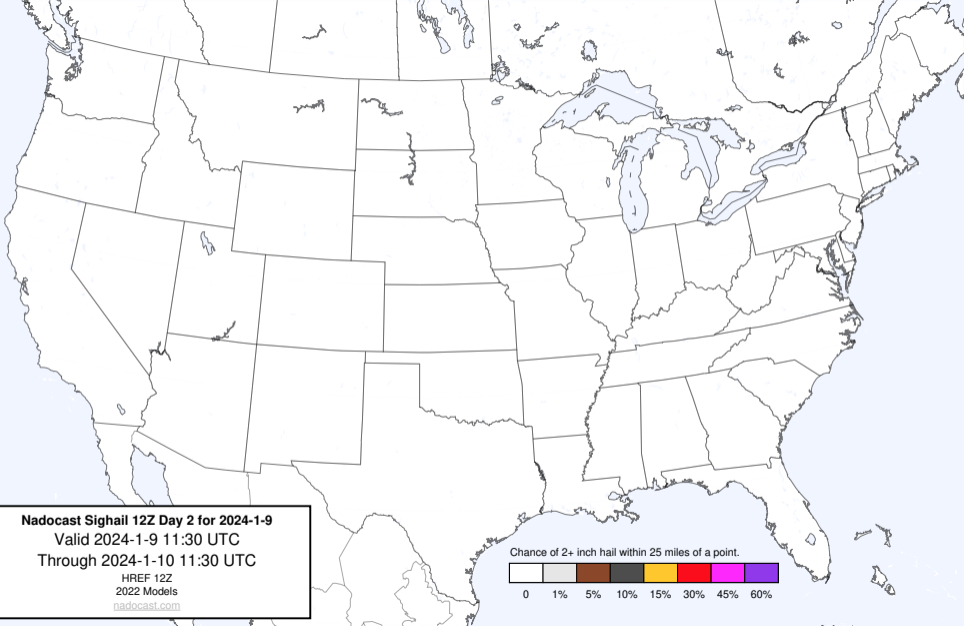 Nadocast Sighail 12Z Day 2 for 2024-1-9
Valid 2024-1-9 11:30 UTC
Through 2024-1-10 11:30 UTC
HREF 12Z
2022 Models
nadocast.com
Chance of 2+ inch hail within 25 miles of a point.
0 1% 5% 10% 15% 30% 45% 60%